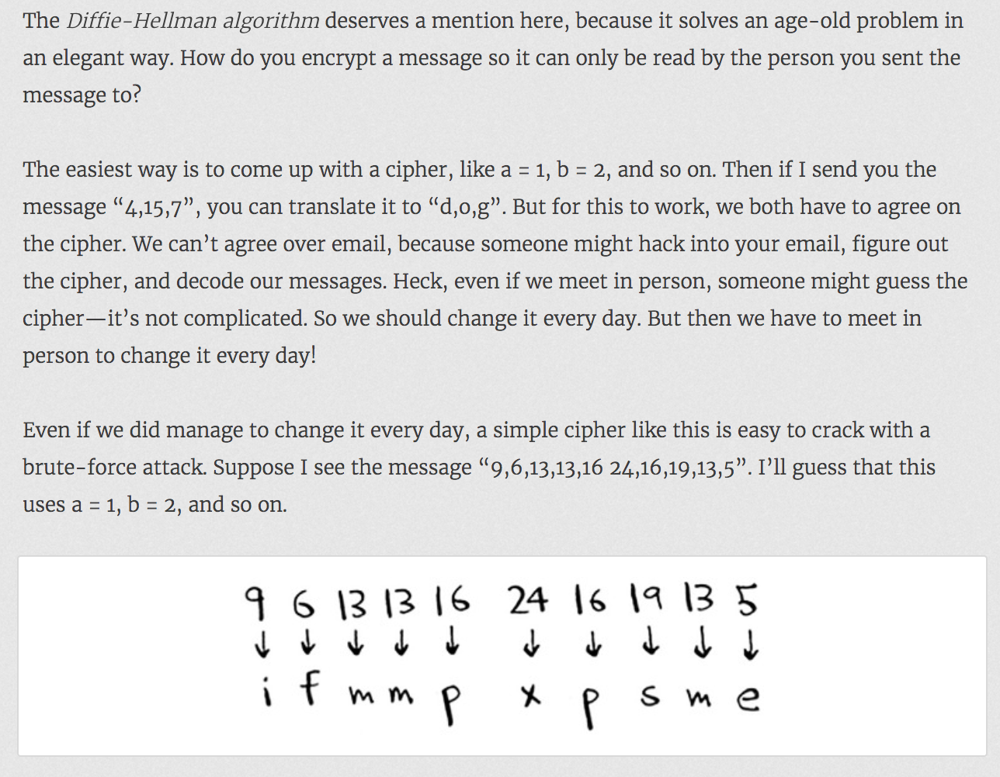 The Diffie-Hellman algorithm deserves a mention here, because it solves an age-old problem in
an elegant way. How do you encrypt a message so it can only be read by the person you sent the
message to?
The easiest way is to come up with a cipher, like a = 1, b = 2, and so on. Then if I send you the
message “4,15,7”, you can translate it to “d,o,g”. But for this to work, we both have to agree on
the cipher. We can’t agree over email, because someone might hack into your email, figure out
the cipher, and decode our messages. Heck, even if we meet in person, someone might guess the
cipher—it’s not complicated. So we should change it every day. But then we have to meet in
person to change it every day!
Even if we did manage to change it every day, a simple cipher like this is easy to crack with a
brute-force attack. Suppose I see the message “9,6,13,13,16 24,16,19,13,5”. I’ll guess that this
uses a = 1, b = 2, and so on.
9 6 13 13 16 24 16 19 13 5
↓ ↓ ↓ ↓ ↓ ↓ ↓ ↓ ↓ ↓
i f m m p x p s m e